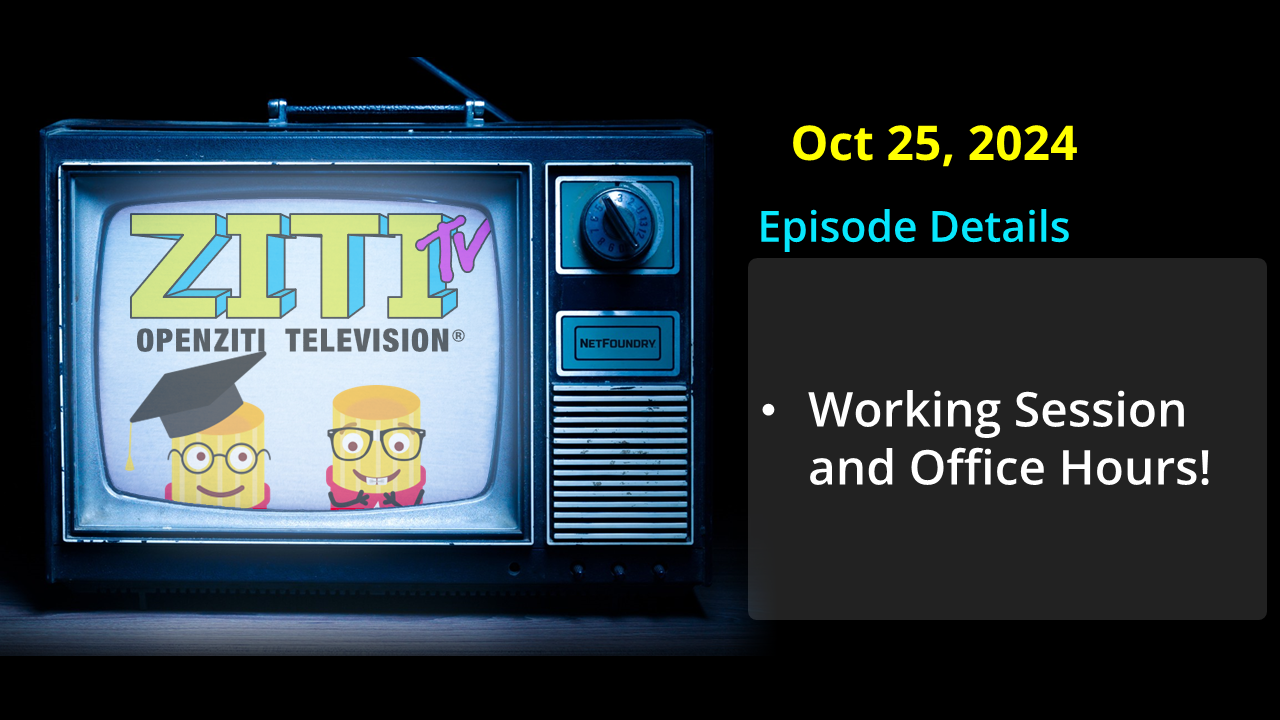 ZITI TV
OPENZITI TELEVISION®
NETFOUNDRY
Oct 25, 2024
Episode Details
• Working Session
and Office Hours!